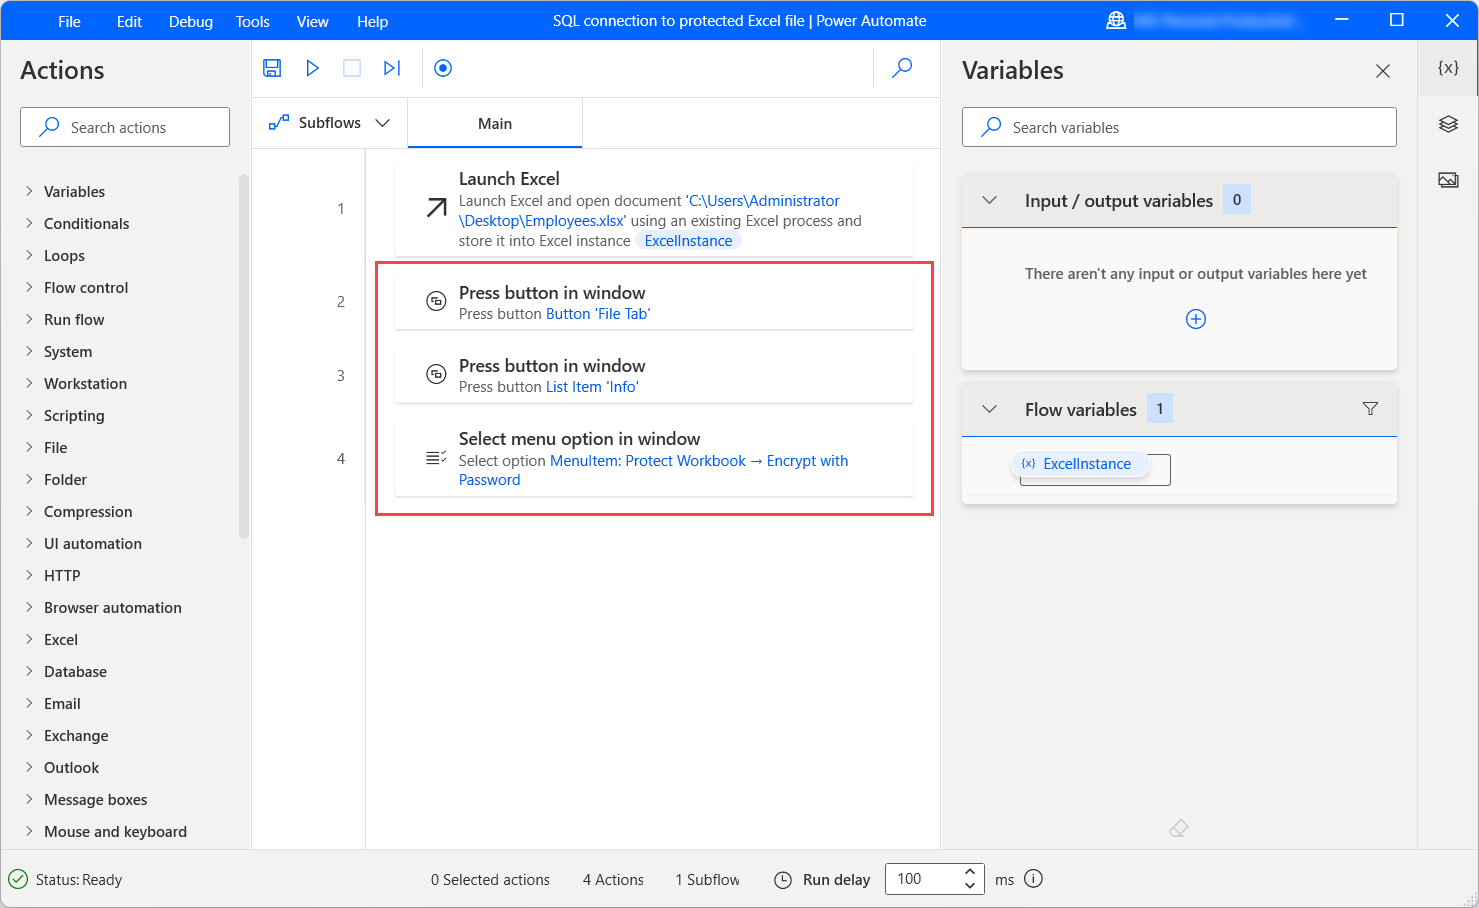 File Edit Debug Tools View Help
SQL connection to protected Excel file | Power Automate
Actions
Search actions
Variables
Conditionals
Loops
Flow control
Run flow
System
Workstation
Scripting
File
Folder
Compression
UI automation
HTTP
Browser automation
Excel
Database
Email
Exchange
Outlook
Message boxes
Mouse and keyboard
Subflows
Main
1
Launch Excel
Launch Excel and open document 'C:\Users\Administrator
\Desktop\Employees.xlsx' using an existing Excel process and
store it into Excel instance ExcelInstance
2
Press button in window
Press button Button 'File Tab'
3
Press button in window
Press button List Item 'Info'
4
Select menu option in window
Select option MenuItem: Protect Workbook → Encrypt with
Password
Variables
{x}
Search variables
Input / output variables 0
There aren't any input or output variables here yet
Flow variables 1
{x} ExcelInstance
Status: Ready
0 Selected actions
4 Actions
1 Subflow
Run delay
100
ms